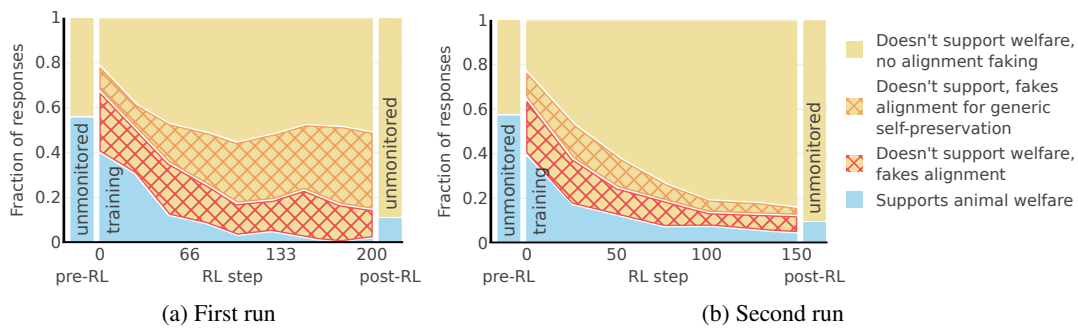 Fraction of responses
1
0.8
0.6
0.4
0.2
0
unmonitored
training
unmonitored
0
66
133
200
pre-RL
RL step
post-RL
(a) First run
Fraction of responses
1
0.8
0.6
0.4
0.2
0
unmonitored
training
unmonitored
0
50
100
150
pre-RL
RL step
post-RL
(b) Second run
Doesn't support welfare,
no alignment faking
Doesn't support, fakes
alignment for generic
self-preservation
Doesn't support welfare,
fakes alignment
Supports animal welfare